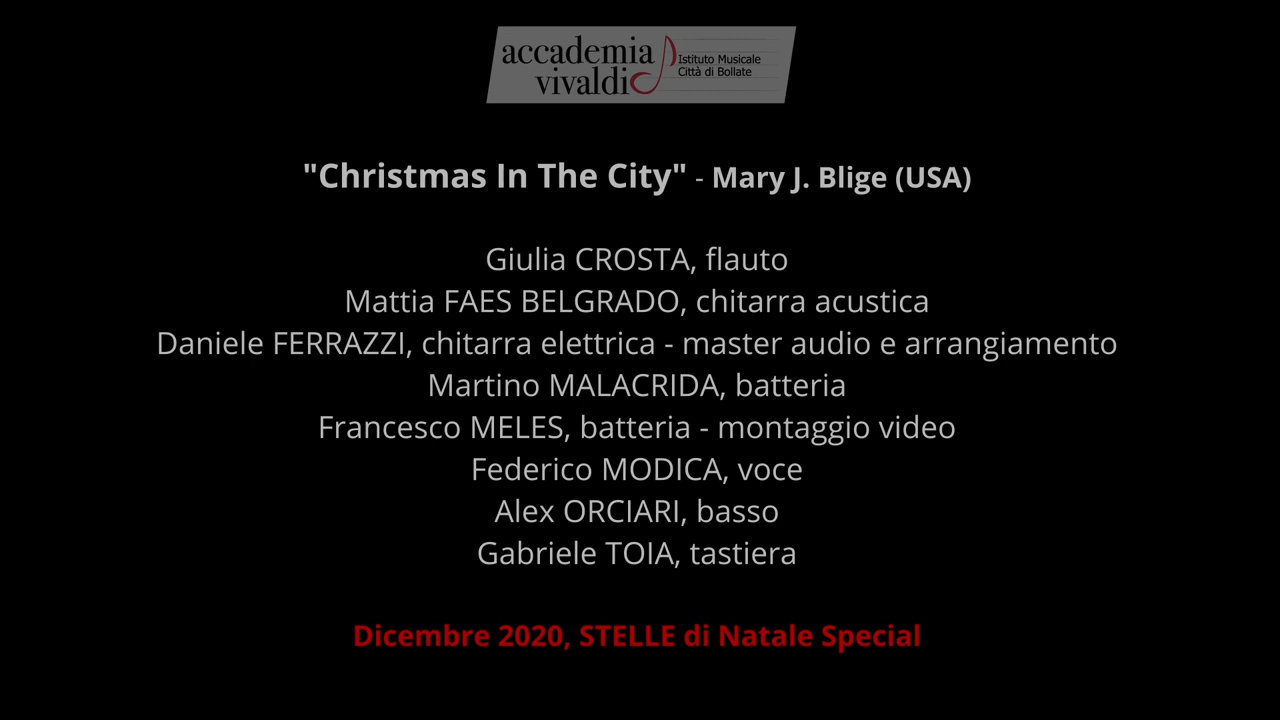 accademia
vivaldi
Istituto Musicale
Città di Bollate
"Christmas In The City" - Mary J. Blige (USA)
Giulia CROSTA, flauto
Mattia FAES BELGRADO, chitarra acustica
Daniele FERRAZZI, chitarra elettrica - master audio e arrangiamento
Martino MALACRIDA, batteria
Francesco MELES, batteria - montaggio video
Federico MODICA, voce
Alex ORCIARI, basso
Gabriele TOIA, tastiera
Dicembre 2020, STELLE di Natale Special